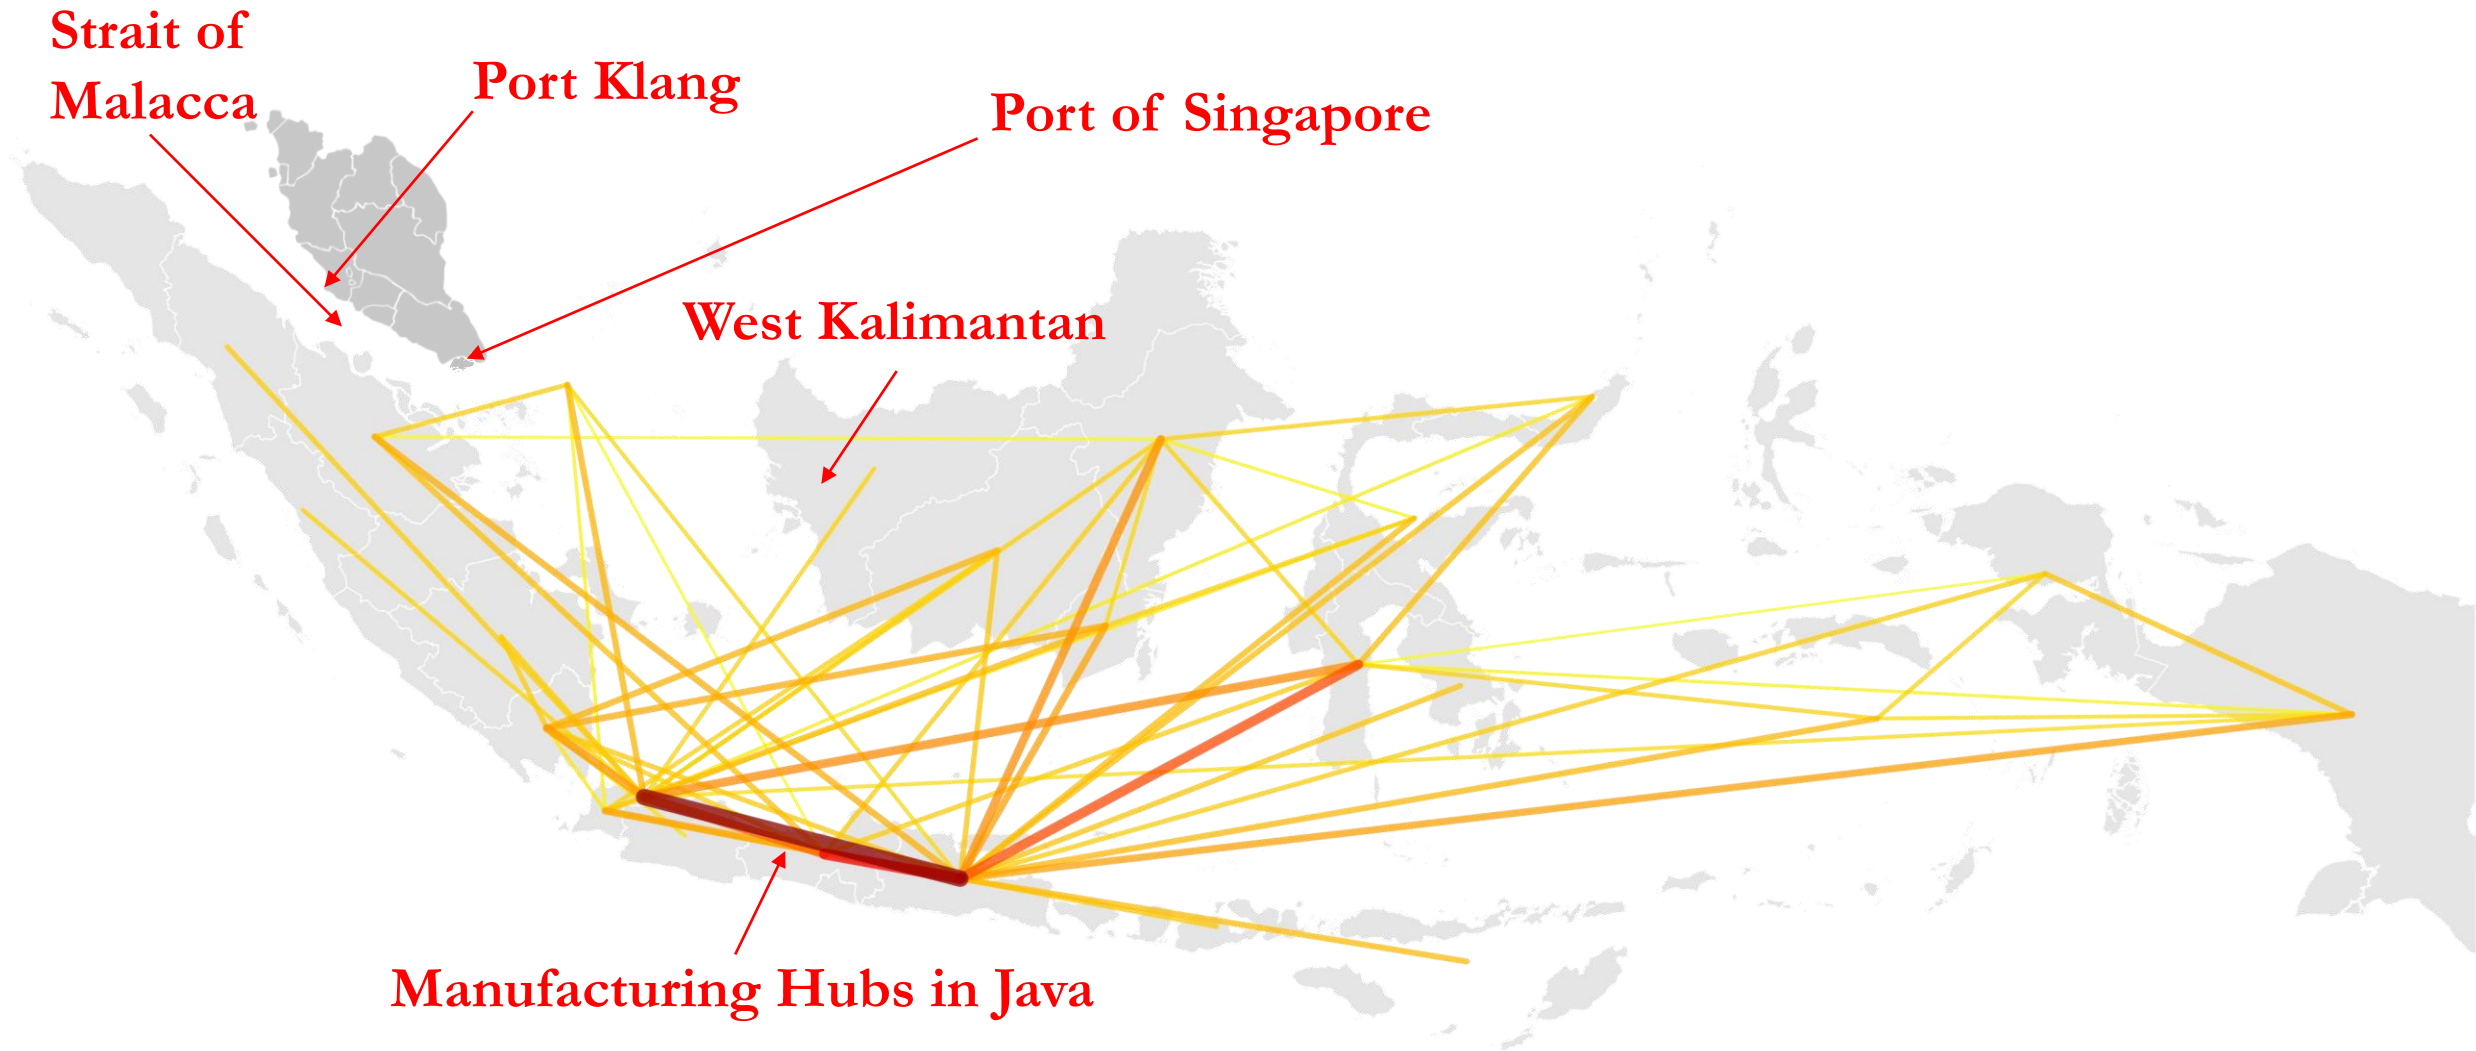 Strait of
Malacca
Port Klang
Port of Singapore
West Kalimantan
Manufacturing Hubs in Java